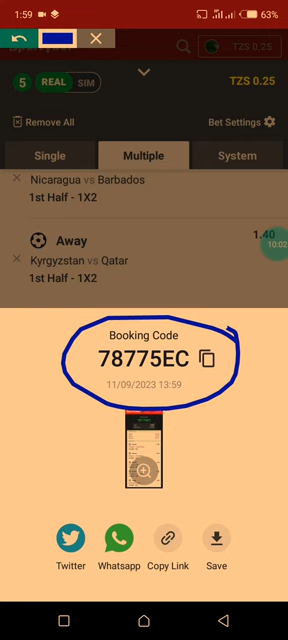 1:59
63%
TZS 0.25
5 REAL SIM TZS 0.25
Remove All Bet Settings
Single Multiple System
Nicaragua vs Barbados
1st Half - 1X2
Away 1.40
10:02
Kyrgyzstan vs Qatar
1st Half - 1X2
Booking Code
78775EC
11/09/2023 13:59
Twitter Whatsapp Copy Link Save